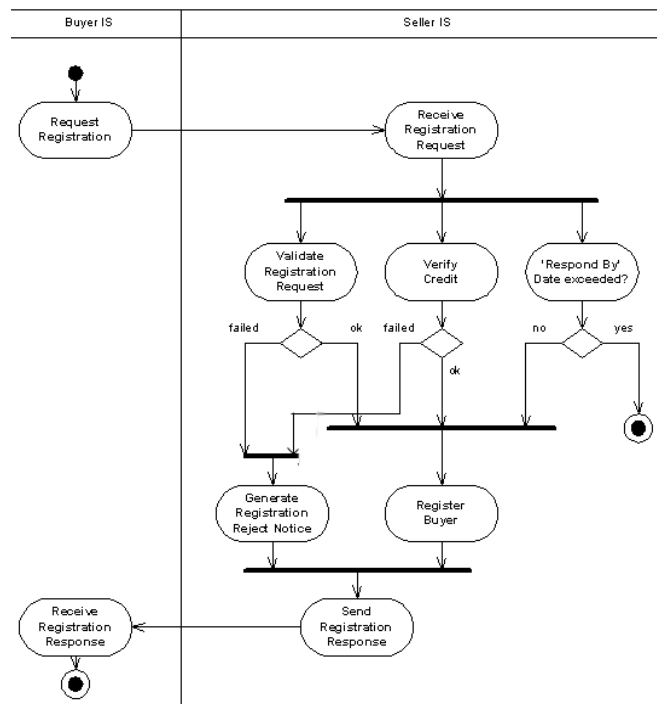 Buyer IS
Seller IS
Request
Registration
Receive
Registration
Request
Validate
Registration
Request
Verify
Credit
'Respond By'
Date exceeded?
failed
ok
failed
ok
no
yes
Generate
Registration
Reject Notice
Register
Buyer
Receive
Registration
Response
Send
Registration
Response